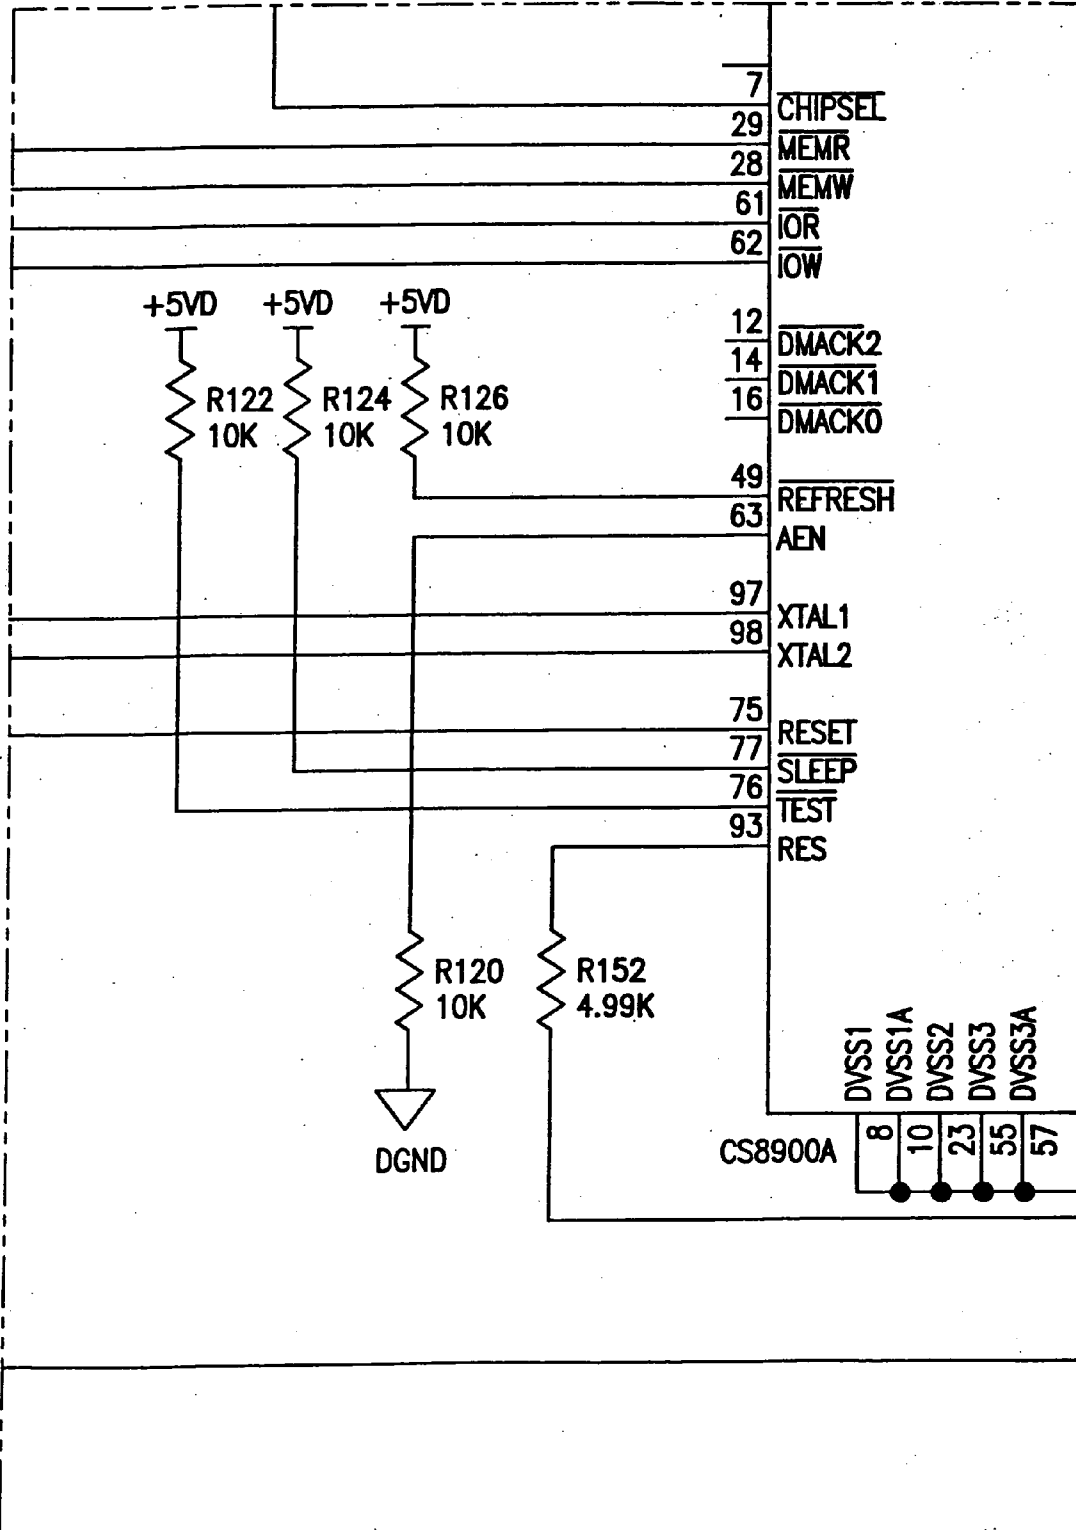 7
CHIPSEL
29
MEMR
28
MEMW
61
IOR
62
IOW
+5VD +5VD +5VD
12
DMACK2
14
DMACK1
16
DMACK0
R122 R124 R126
10K 10K 10K
49
REFRESH
63
AEN
97
XTAL1
98
XTAL2
75
RESET
77
SLEEP
76
TEST
93
RES
R120 R152
10K 4.99K
DVSS1 DVSS1A DVSS2 DVSS3 DVSS3A
8 10 23 55 57
CS8900A
DGND